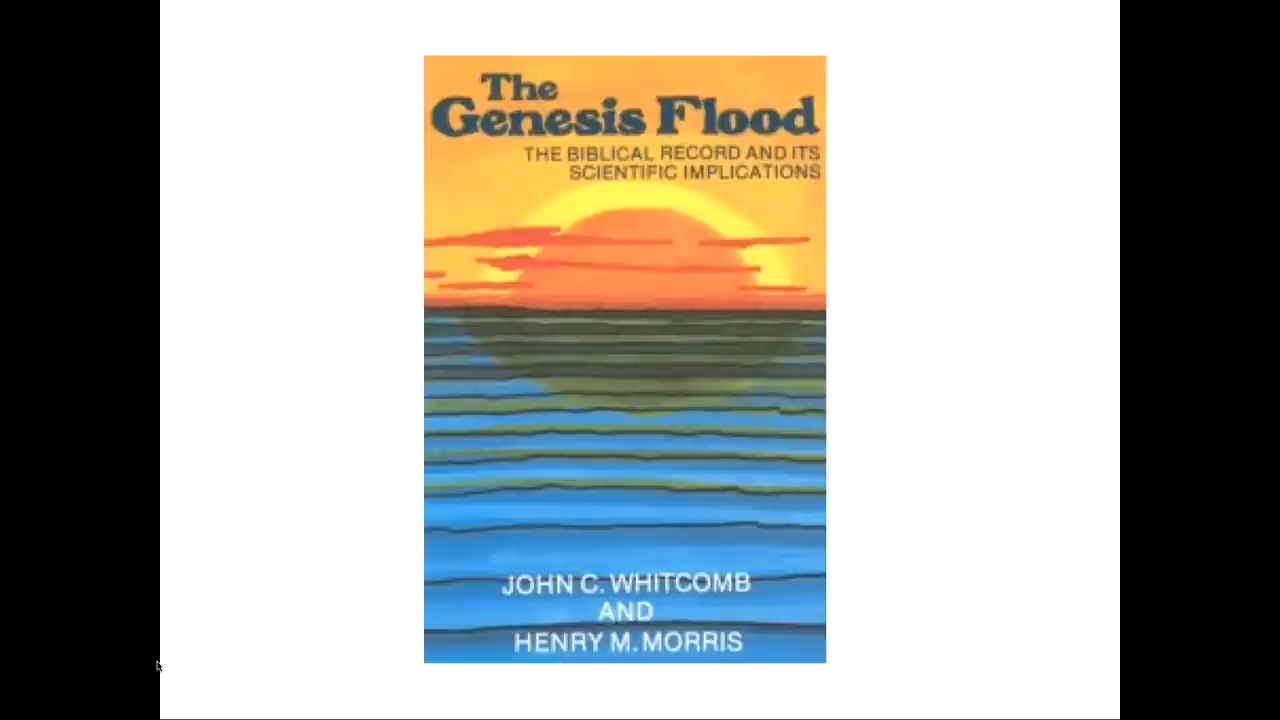 The
Genesis Flood
THE BIBLICAL RECORD AND ITS
SCIENTIFIC IMPLICATIONS
JOHN C. WHITCOMB
AND
HENRY M. MORRIS